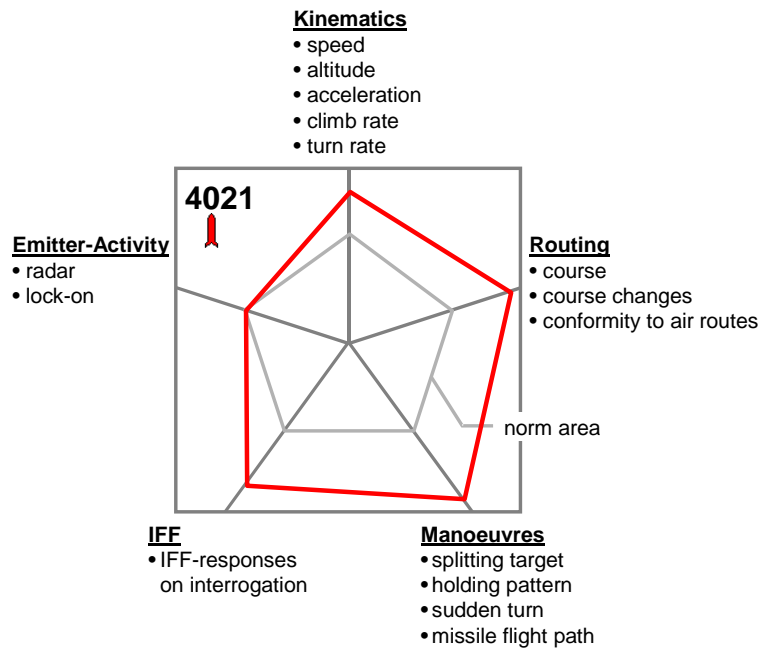 Kinematics
• speed
• altitude
• acceleration
• climb rate
• turn rate
4021
Emitter-Activity
• radar
• lock-on
Routing
• course
• course changes
• conformity to air routes
norm area
IFF
• IFF-responses
on interrogation
Manoeuvres
• splitting target
• holding pattern
• sudden turn
• missile flight path